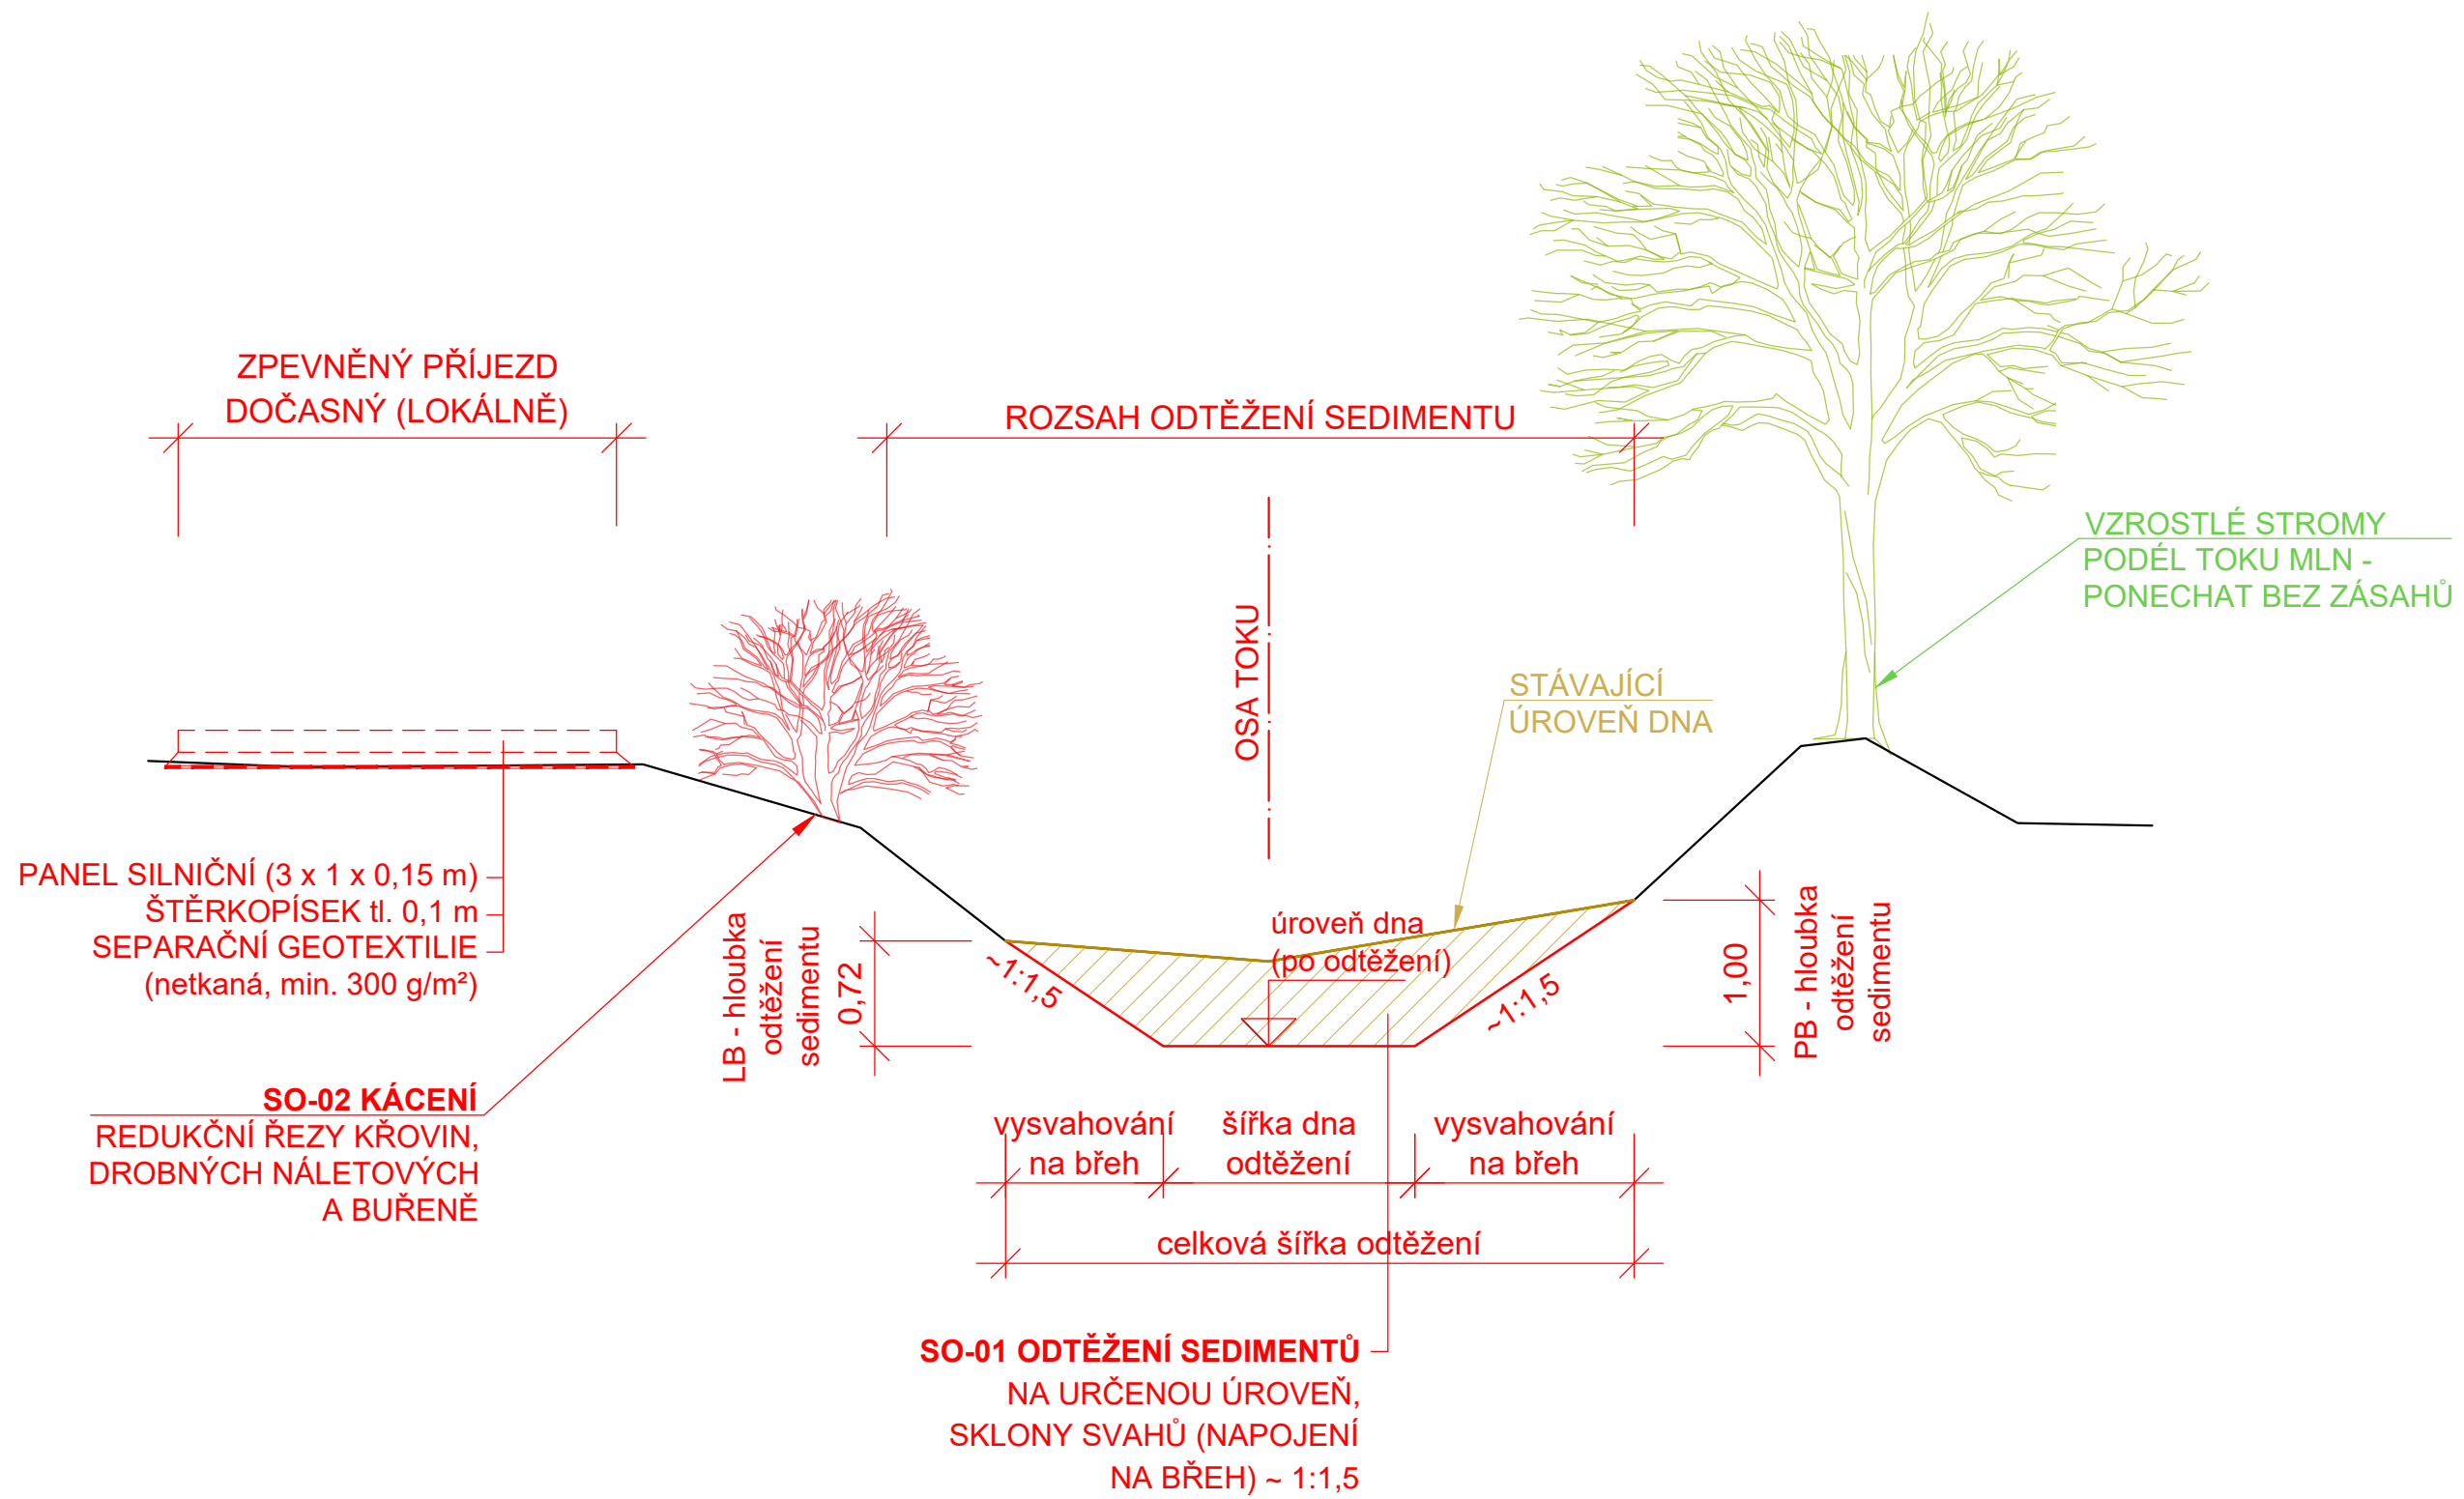 ZPEVNĚNÝ PŘÍJEZD
DOČASNÝ (LOKÁLNĚ)
ROZSAH ODTĚŽENÍ SEDIMENTU
VZROSTLÉ STROMY
PODÉL TOKU MLN -
PONECHAT BEZ ZÁSAHŮ
OSA TOKU
STÁVAJÍCÍ
ÚROVEŇ DNA
PANEL SILNIČNÍ (3 x 1 x 0,15 m)
ŠTĚRKOPÍSEK tl. 0,1 m
SEPARAČNÍ GEOTEXTILIE
(netkaná, min. 300 g/m²)
LB - hloubka
odtěžení
sedimentu
0,72
~1:1,5
úroveň dna
(po odtěžení)
~1:1,5
1,00
PB - hloubka
odtěžení
sedimentu
SO-02 KÁCENÍ
REDUKČNÍ ŘEZY KŘOVIN,
DROBNÝCH NÁLETOVÝCH
A BUŘENĚ
vysvahování
na břeh
šířka dna
odtěžení
vysvahování
na břeh
celková šířka odtěžení
SO-01 ODTĚŽENÍ SEDIMENTŮ
NA URČENOU ÚROVEŇ,
SKLONY SVAHŮ (NAPOJENÍ
NA BŘEH) ~ 1:1,5